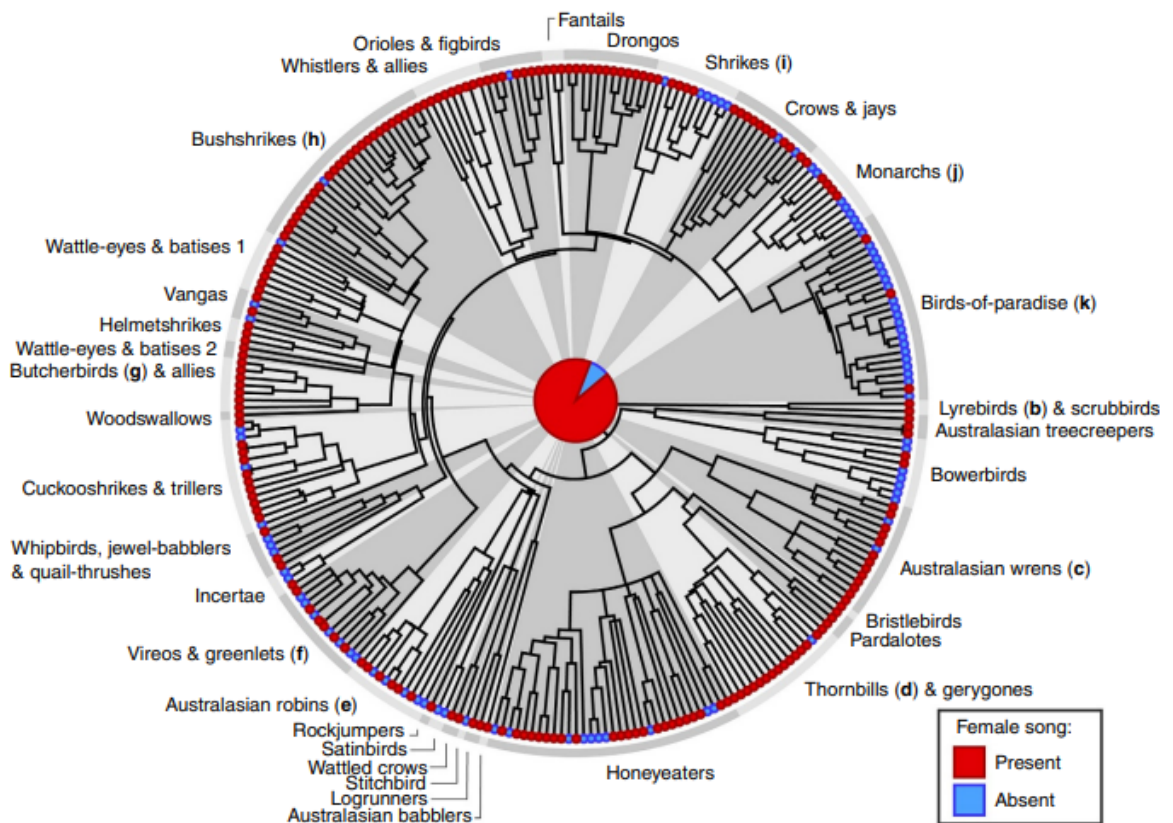 Fantails
Orioles & figbirds
Drongos
Whistlers & allies
Shrikes (i)
Crows & jays
Bushshrikes (h)
Monarchs (j)
Wattle-eyes & batises 1
Vangas
Birds-of-paradise (k)
Helmetshrikes
Wattle-eyes & batises 2
Butcherbirds (g) & allies
Woodswallows
Lyrebirds (b) & scrubbirds
Australasian treecreepers
Bowerbirds
Cuckooshrikes & trillers
Whipbirds, jewel-babblers
& quail-thrushes
Australasian wrens (c)
Incertae
Bristlebirds
Pardalotes
Vireos & greenlets (f)
Thornbills (d) & gerygones
Australasian robins (e)
Rockjumpers
Satinbirds
Wattled crows
Stitchbird
Logrunners
Australasian babblers
Honeyeaters
Female song:
Present
Absent